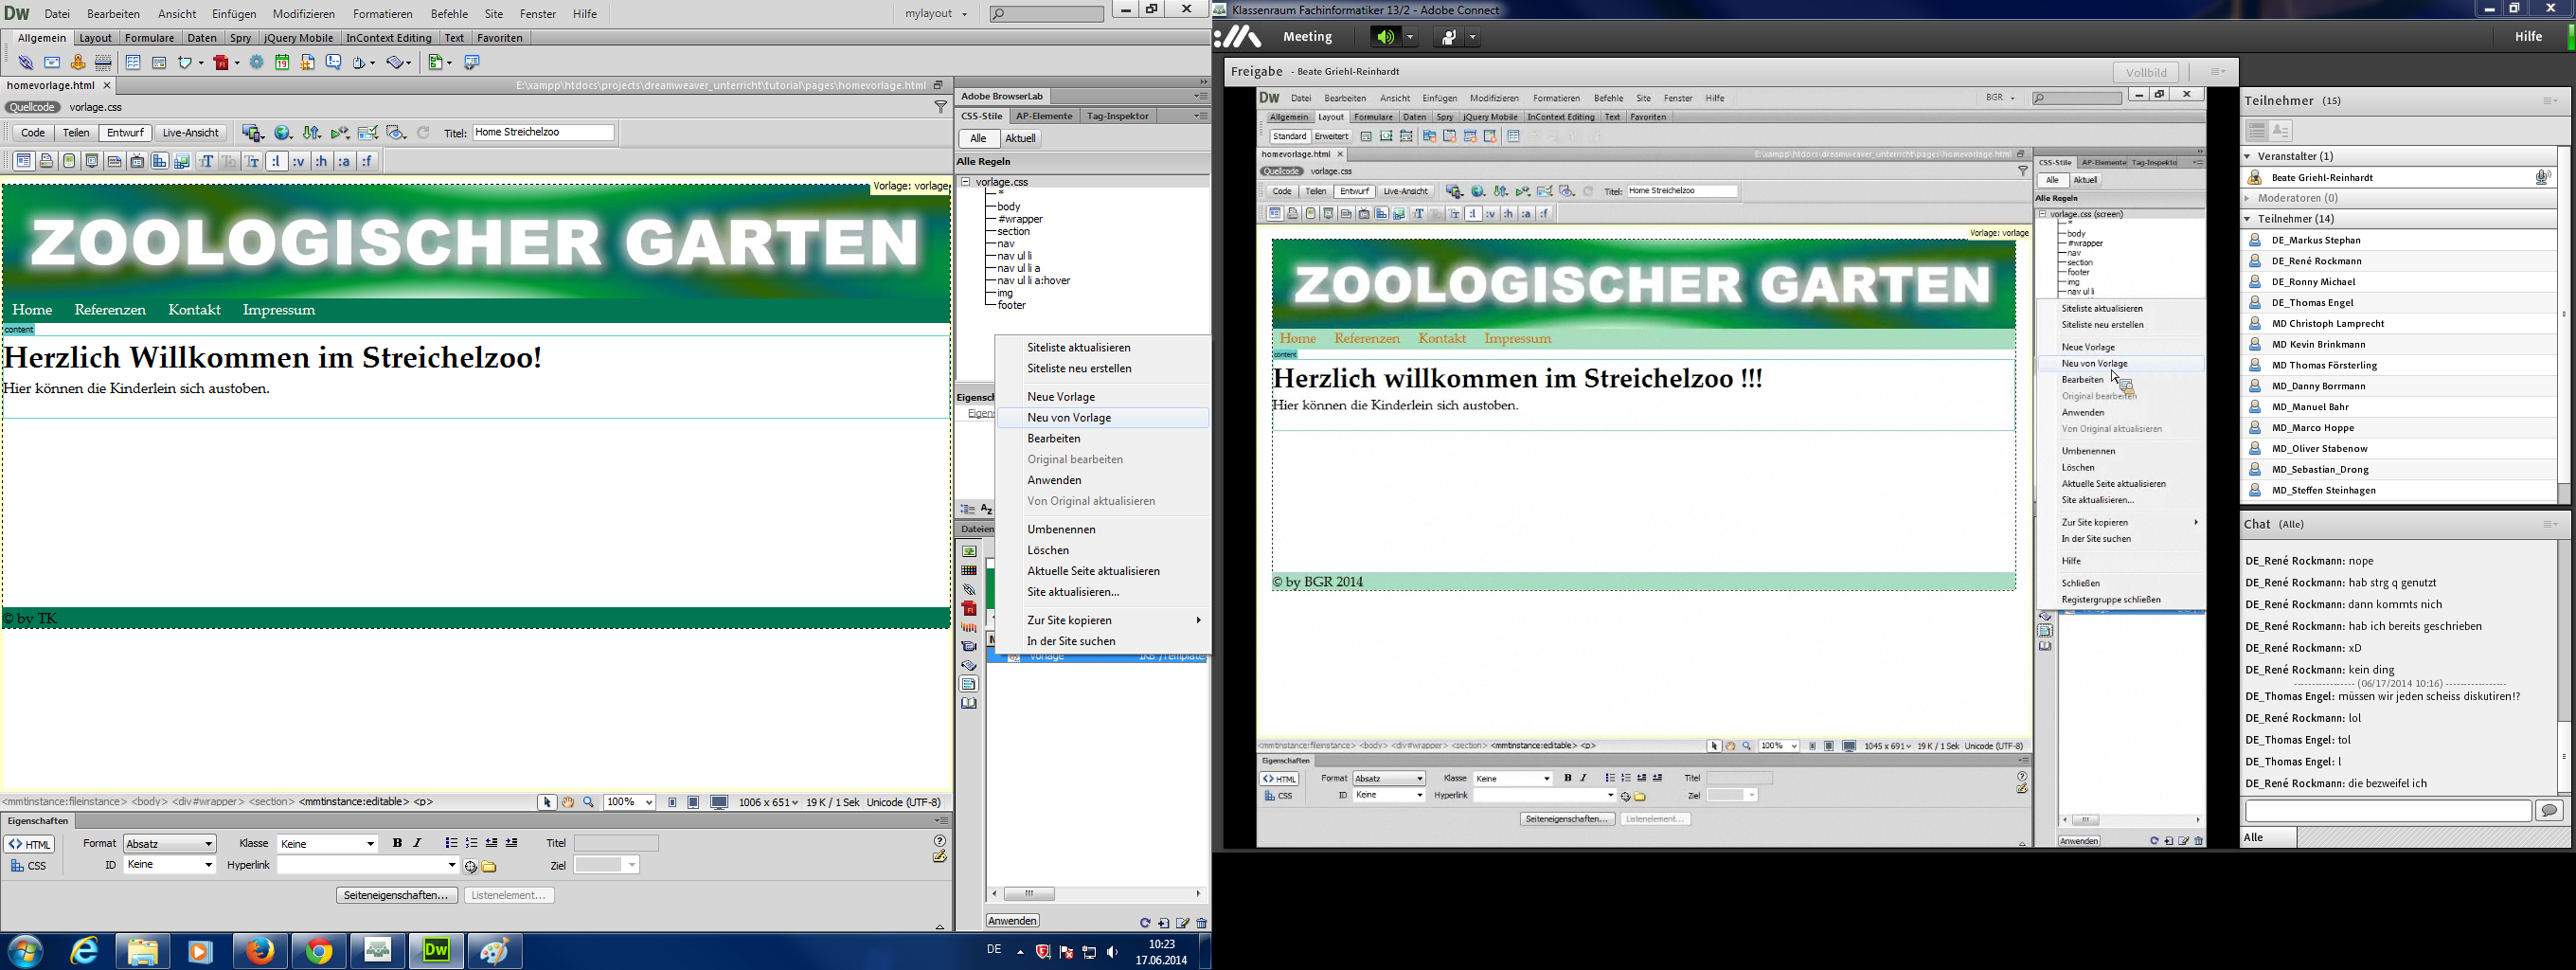 Dw Datei Bearbeiten Ansicht Einfügen Modifizieren Formatieren Befehle Site Fenster Hilfe mylayout
Allgemein Layout Formulare Daten Spry jQuery Mobile InContext Editing Text Favoriten
homevorlage.html E:\xampp\htdocs\projects\dreamweaver_unterricht\tutorial\pages\homevorlage.html
Quellcode vorlage.css
Code Teilen Entwurf Live-Ansicht Titel: Home Streichelzoo
Vorlage: vorlage
ZOOLOGISCHER GARTEN
Home Referenzen Kontakt Impressum
content
Herzlich Willkommen im Streichelzoo!
Hier können die Kinderlein sich austoben.
© by TK
<mmtinstance:fileinstance> <body> <div#wrapper> <section> <mmtinstance:editable> <p> 100% 1006 x 651 19 K / 1 Sek Unicode (UTF-8)
Eigenschaften
HTML Format Absatz Klasse Keine B I Titel
CSS ID Keine Hyperlink Ziel
Seiteneigenschaften... Listenelement...
Adobe BrowserLab
CSS-Stile AP-Elemente Tag-Inspektor
Alle Aktuell
Alle Regeln
vorlage.css
*
body
#wrapper
section
nav
nav ul li
nav ul li a
nav ul li a:hover
img
footer
Siteliste aktualisieren
Siteliste neu erstellen
Neue Vorlage
Neu von Vorlage
Bearbeiten
Original bearbeiten
Anwenden
Von Original aktualisieren
Umbenennen
Löschen
Aktuelle Seite aktualisieren
Site aktualisieren...
Zur Site kopieren
In der Site suchen
Dateien
Anwenden
DE 10:23
17.06.2014
Klassenraum Fachinformatiker 13/2 - Adobe Connect
Meeting Hilfe
Freigabe - Beate Griehl-Reinhardt Vollbild
Dw Datei Bearbeiten Ansicht Einfügen Modifizieren Formatieren Befehle Site Fenster Hilfe BGR
Allgemein Layout Formulare Daten Spry jQuery Mobile InContext Editing Text Favoriten
Standard Erweitert
homevorlage.html E:\xampp\htdocs\dreamweaver_unterricht\pages\homevorlage.html
Quellcode vorlage.css
Code Teilen Entwurf Live-Ansicht Titel: Home Streichelzoo
Vorlage: vorlage
ZOOLOGISCHER GARTEN
Home Referenzen Kontakt Impressum
content
Herzlich willkommen im Streichelzoo !!!
Hier können die Kinderlein sich austoben.
© by BGR 2014
<mmtinstance:fileinstance> <body> <div#wrapper> <section> <mmtinstance:editable> <p> 100% 1045 x 691 19 K / 1 Sek Unicode (UTF-8)
Eigenschaften
HTML Format Absatz Klasse Keine B I Titel
CSS ID Keine Hyperlink Ziel
Seiteneigenschaften... Listenelement...
CSS-Stile AP-Elemente Tag-Inspekto
Alle Aktuell
Alle Regeln
vorlage.css (screen)
*
body
#wrapper
nav
section
footer
img
nav ul li
Siteliste aktualisieren
Siteliste neu erstellen
Neue Vorlage
Neu von Vorlage
Bearbeiten
Original bearbeiten
Anwenden
Von Original aktualisieren
Umbenennen
Löschen
Aktuelle Seite aktualisieren
Site aktualisieren...
Zur Site kopieren
In der Site suchen
Hilfe
Schließen
Registergruppe schließen
Anwenden
Teilnehmer (15)
Veranstalter (1)
Beate Griehl-Reinhardt
Moderatoren (0)
Teilnehmer (14)
DE_Markus Stephan
DE_René Rockmann
DE_Ronny Michael
DE_Thomas Engel
MD Christoph Lamprecht
MD Kevin Brinkmann
MD Thomas Försterling
MD_Danny Borrmann
MD_Manuel Bahr
MD_Marco Hoppe
MD_Oliver Stabenow
MD_Sebastian_Drong
MD_Steffen Steinhagen
Chat (Alle)
DE_René Rockmann: nope
DE_René Rockmann: hab strg q genutzt
DE_René Rockmann: dann kommts nich
DE_René Rockmann: hab ich bereits geschrieben
DE_René Rockmann: xD
DE_René Rockmann: kein ding
(06/17/2014 10:16)
DE_Thomas Engel: müssen wir jeden scheiss diskutiren!?
DE_René Rockmann: lol
DE_Thomas Engel: tol
DE_Thomas Engel: l
DE_René Rockmann: die bezweifel ich
Alle